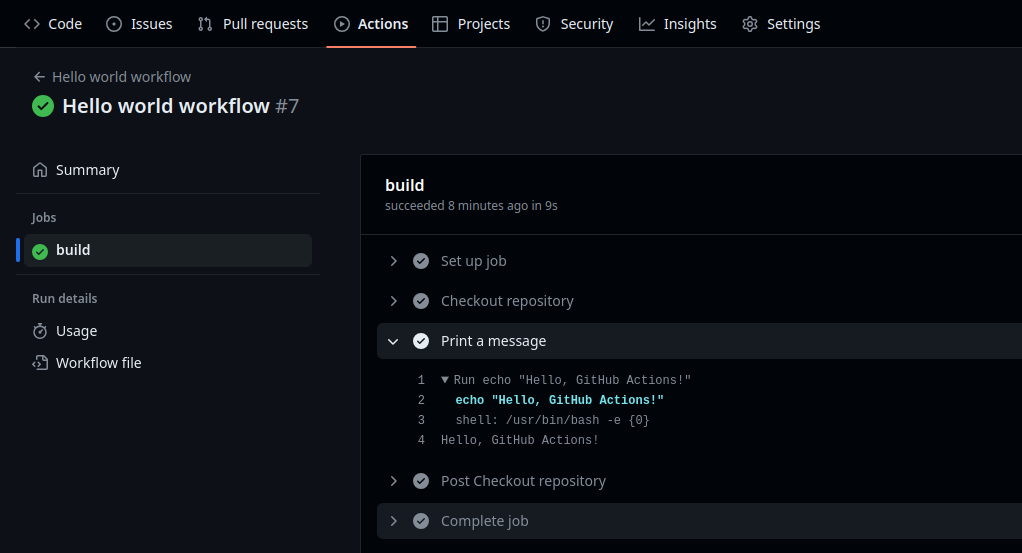 Code Issues Pull requests Actions Projects Security Insights Settings
Hello world workflow
Hello world workflow #7
Summary
Jobs
build
Run details
Usage
Workflow file
build
succeeded 8 minutes ago in 9s
Set up job
Checkout repository
Print a message
1 Run echo "Hello, GitHub Actions!"
2 echo "Hello, GitHub Actions!"
3 shell: /usr/bin/bash -e {0}
4 Hello, GitHub Actions!
Post Checkout repository
Complete job